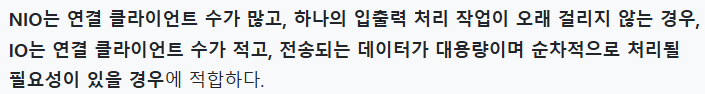 NIO는 연결 클라이언트 수가 많고, 하나의 입출력 처리 작업이 오래 걸리지 않는 경우,
IO는 연결 클라이언트 수가 적고, 전송되는 데이터가 대용량이며 순차적으로 처리될
필요성이 있을 경우에 적합하다.